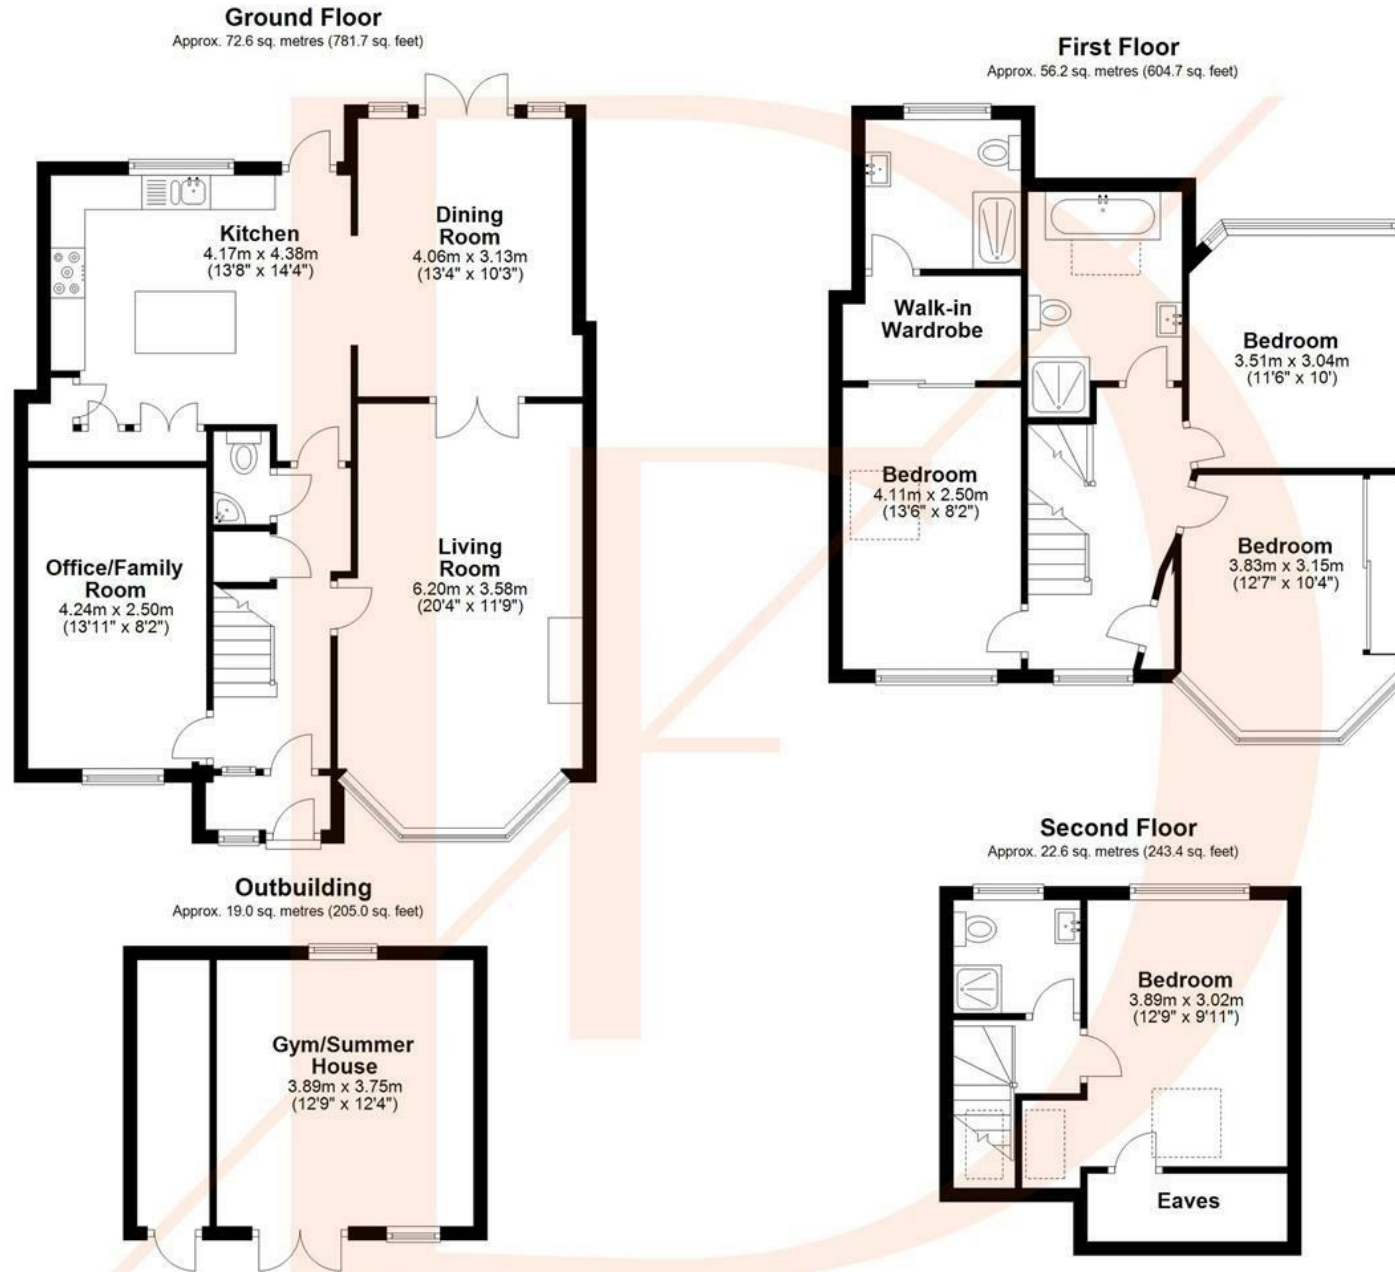 Ground Floor
Approx. 72.6 sq. metres (781.7 sq. feet)
Kitchen
4.17m x 4.38m
(13'8" x 14'4")
Dining
Room
4.06m x 3.13m
(13'4" x 10'3")
Office/Family
Room
4.24m x 2.50m
(13'11" x 8'2")
Living
Room
6.20m x 3.58m
(20'4" x 11'9")
First Floor
Approx. 56.2 sq. metres (604.7 sq. feet)
Walk-in
Wardrobe
Bedroom
3.51m x 3.04m
(11'6" x 10')
Bedroom
4.11m x 2.50m
(13'6" x 8'2")
Bedroom
3.83m x 3.15m
(12'7" x 10'4")
Outbuilding
Approx. 19.0 sq. metres (205.0 sq. feet)
Gym/Summer
House
3.89m x 3.75m
(12'9" x 12'4")
Second Floor
Approx. 22.6 sq. metres (243.4 sq. feet)
Bedroom
3.89m x 3.02m
(12'9" x 9'11")
Eaves